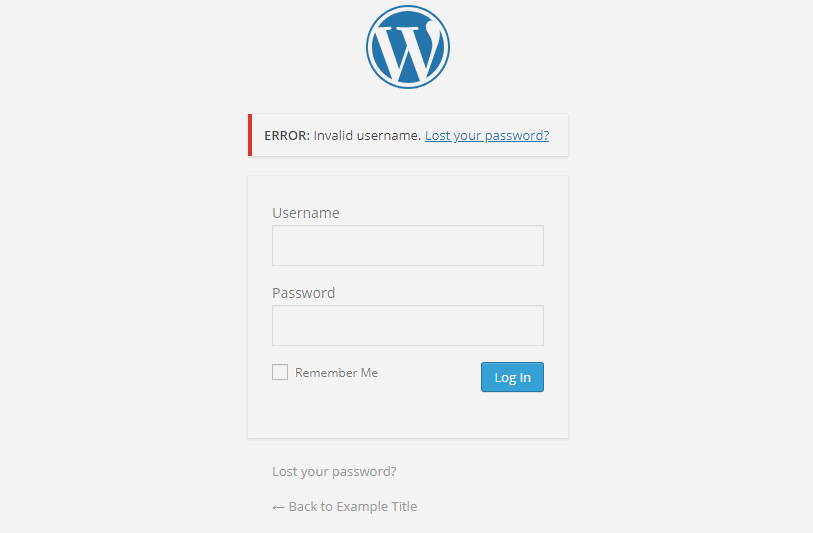 ERROR: Invalid username. Lost your password?
Username
Password
Remember Me
Log In
Lost your password?
← Back to Example Title